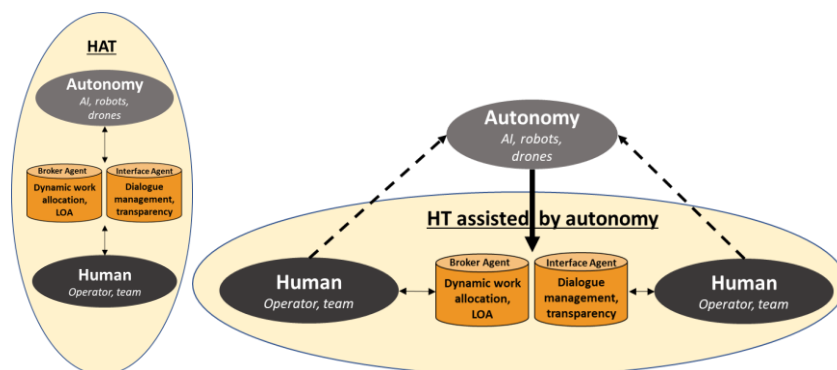 HAT
Autonomy
AI, robots,
drones
Broker Agent
Dynamic work
allocation,
LOA
Interface Agent
Dialogue
management,
transparency
Human
Operator, team
Autonomy
AI, robots,
drones
HT assisted by autonomy
Human
Operator, team
Broker Agent
Dynamic work
allocation,
LOA
Interface Agent
Dialogue
management,
transparency
Human
Operator, team